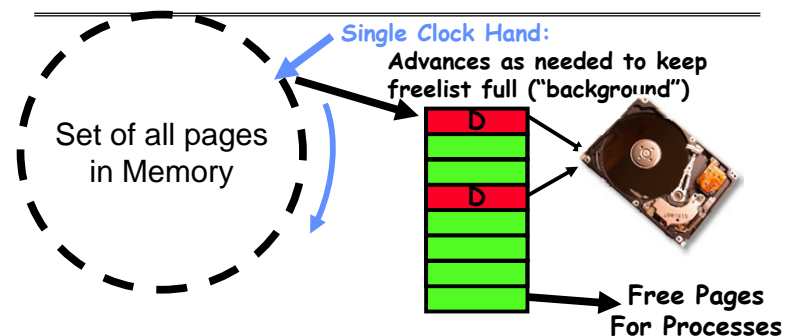 Single Clock Hand:
Advances as needed to keep
freelist full ("background")
Set of all pages
in Memory
D
D
Free Pages
For Processes